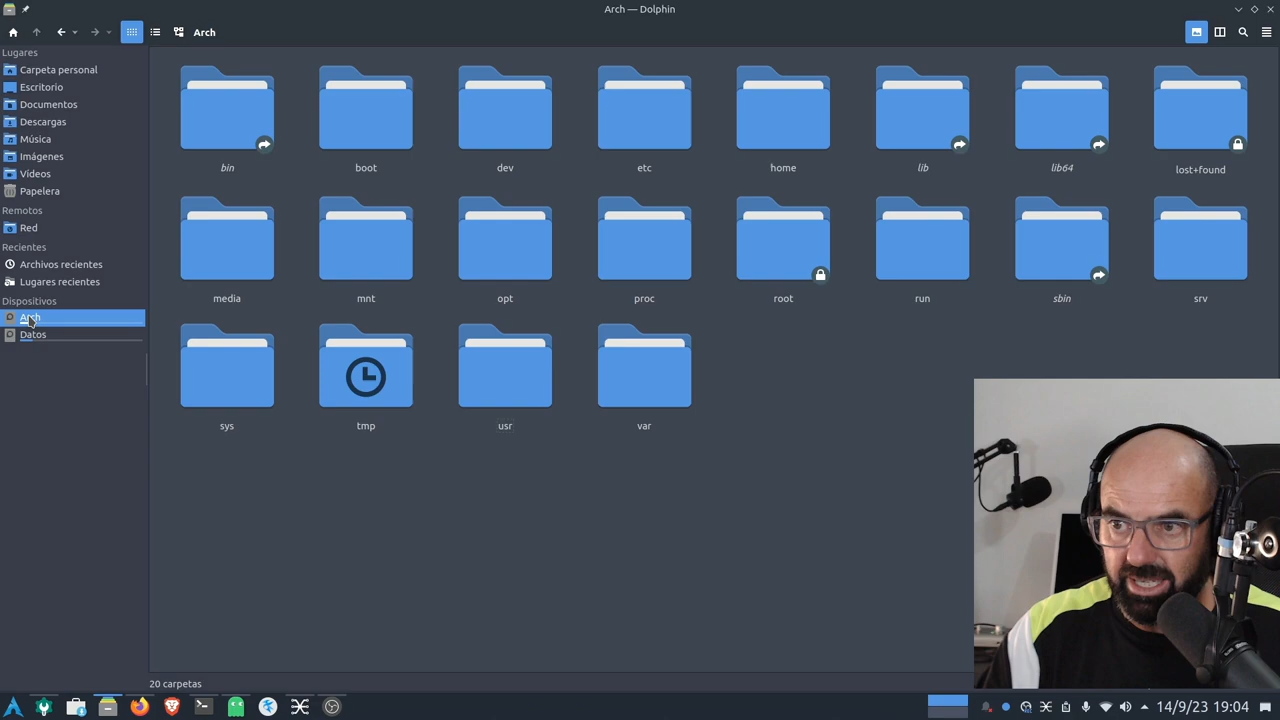 Arch — Dolphin
Arch
Lugares
Carpeta personal
Escritorio
Documentos
Descargas
Música
Imágenes
Vídeos
Papelera
Remotos
Red
Recientes
Archivos recientes
Lugares recientes
Dispositivos
Arch
Datos
bin boot dev etc home lib lib64 lost+found
media mnt opt proc root run sbin srv
sys tmp usr var
20 carpetas
14/9/23 19:04